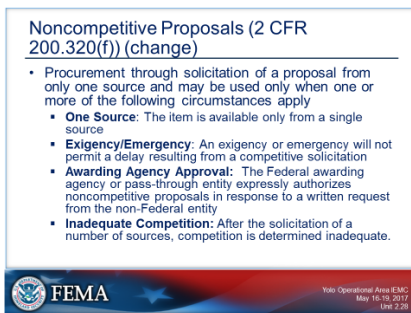 Noncompetitive Proposals (2 CFR
200.320(f)) (change)
• Procurement through solicitation of a proposal from
only one source and may be used only when one or
more of the following circumstances apply
▪ One Source: The item is available only from a single
source
▪ Exigency/Emergency: An exigency or emergency will not
permit a delay resulting from a competitive solicitation
▪ Awarding Agency Approval: The Federal awarding
agency or pass-through entity expressly authorizes
noncompetitive proposals in response to a written request
from the non-Federal entity
▪ Inadequate Competition: After the solicitation of a
number of sources, competition is determined inadequate.
FEMA
Yolo Operational Area IEMC
May 16-19, 2017
Unit 2.28